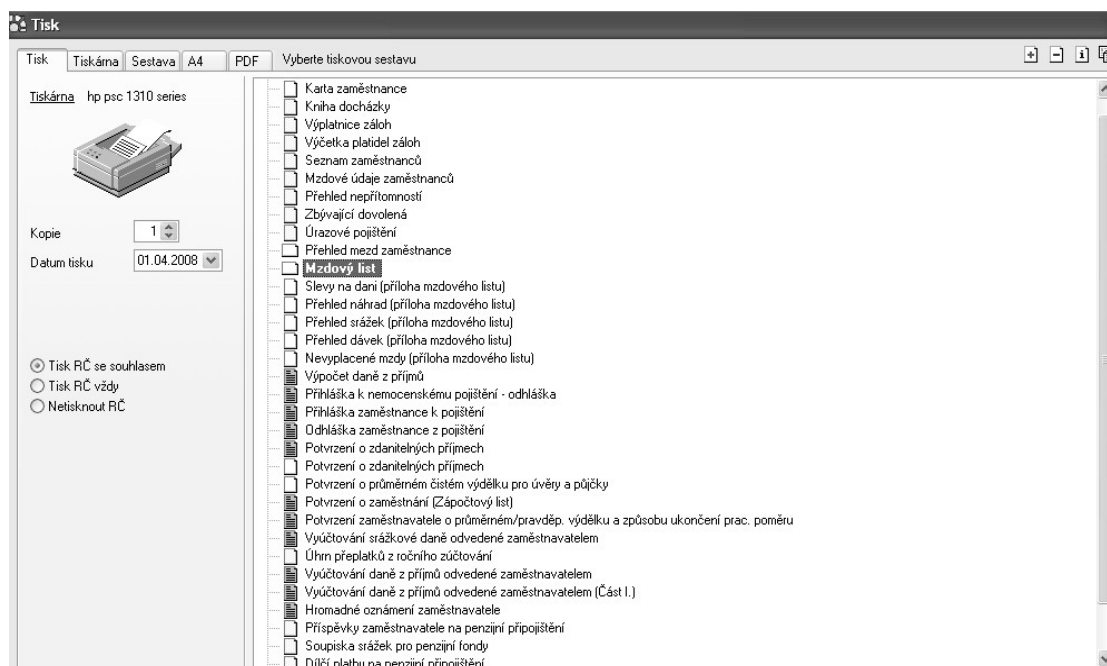 Tisk
Tisk Tiskárna Sestava A4 PDF Vyberte tiskovou sestavu
Tiskárna hp psc 1310 series
Kopie 1
Datum tisku 01.04.2008
Tisk RČ se souhlasem
Tisk RČ vždy
Netisknout RČ
Karta zaměstnance
Kniha docházky
Výplatnice záloh
Výčetka platidel záloh
Seznam zaměstnanců
Mzdové údaje zaměstnanců
Přehled nepřítomností
Zbývající dovolená
Úrazové pojištění
Přehled mezd zaměstnance
Mzdový list
Slevy na dani (příloha mzdového listu)
Přehled náhrad (příloha mzdového listu)
Přehled srážek (příloha mzdového listu)
Přehled dávek (příloha mzdového listu)
Nevyplacené mzdy (příloha mzdového listu)
Výpočet daně z příjmů
Přihláška k nemocenskému pojištění - odhláška
Přihláška zaměstnance k pojištění
Odhláška zaměstnance z pojištění
Potvrzení o zdanitelných příjmech
Potvrzení o zdanitelných příjmech
Potvrzení o průměrném čistém výdělku pro úvěry a půjčky
Potvrzení o zaměstnání (Zápočtový list)
Potvrzení zaměstnavatele o průměrném/pravděp. výdělku a způsobu ukončení prac. poměru
Vyúčtování srážkové daně odvedené zaměstnavatelem
Úhrn přeplatků z ročního zúčtování
Vyúčtování daně z příjmů odvedené zaměstnavatelem
Vyúčtování daně z příjmů odvedené zaměstnavatelem (Část I.)
Hromadné oznámení zaměstnavatele
Příspěvky zaměstnavatele na penzijní připojištění
Soupiska srážek pro penzijní fondy
Dílčí platby na penzijní připojištění